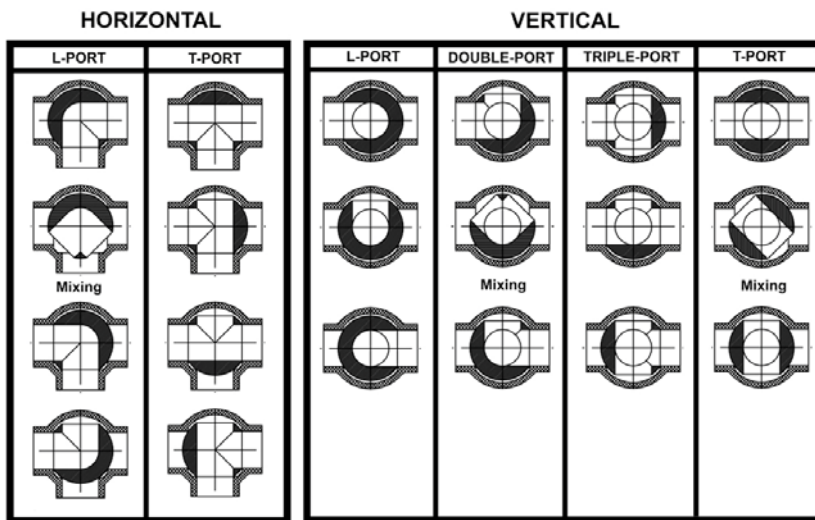 HORIZONTAL
VERTICAL
L-PORT
T-PORT
L-PORT
DOUBLE-PORT
TRIPLE-PORT
T-PORT
Mixing
Mixing
Mixing